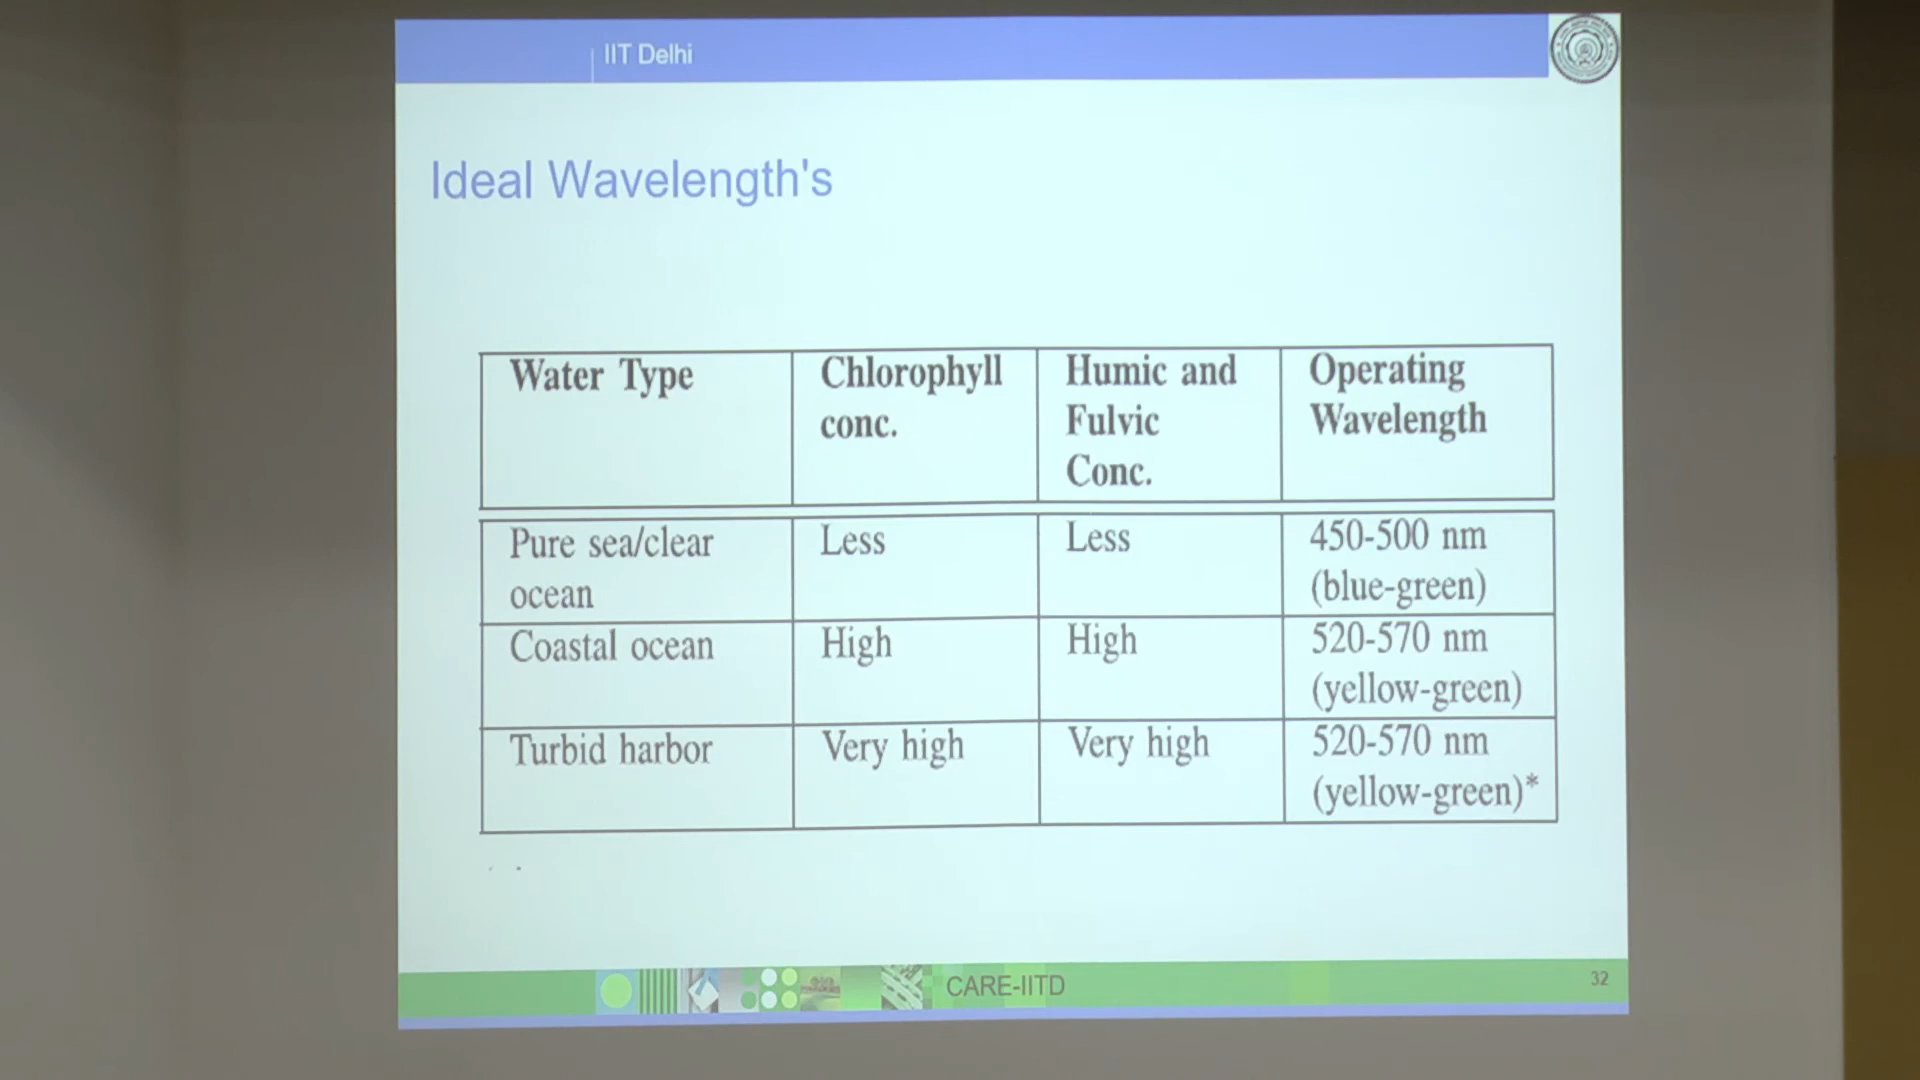 IIT Delhi
Ideal Wavelength's
Water Type
Chlorophyll
conc.
Humic and
Fulvic
Conc.
Operating
Wavelength
Pure sea/clear
ocean
Less
Less
450-500 nm
(blue-green)
Coastal ocean
High
High
520-570 nm
(yellow-green)
Turbid harbor
Very high
Very high
520-570 nm
(yellow-green)*
CARE-IITD
32